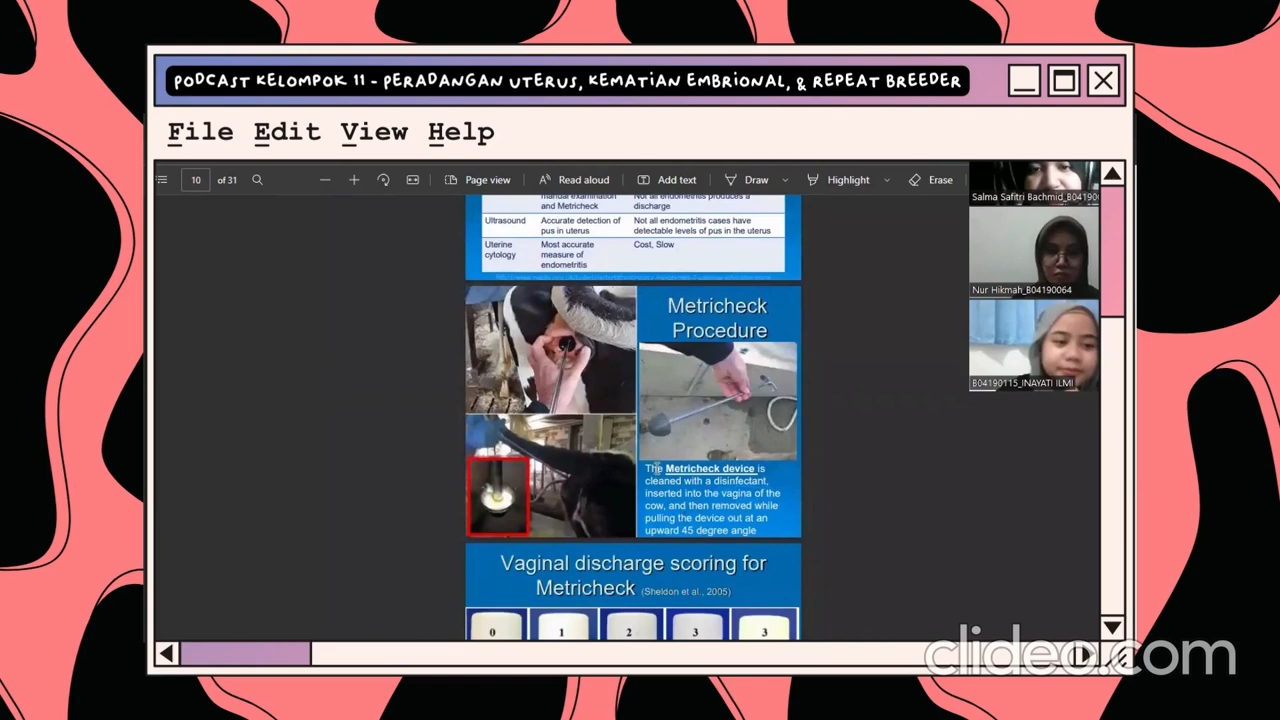 PODCAST KELOMPOK 11 - PERADANGAN UTERUS, KEMATIAN EMBRIONAL, & REPEAT BREEDER
File Edit View Help
10 of 31 Page view Read aloud Add text Draw Highlight Erase
manual examination Not all endometritis produces a
and Metricheck discharge
Ultrasound Accurate detection of Not all endometritis cases have
pus in uterus detectable levels of pus in the uterus
Uterine Most accurate Cost, Slow
cytology measure of
endometritis
Metricheck
Procedure
The Metricheck device is
cleaned with a disinfectant,
inserted into the vagina of the
cow, and then removed while
pulling the device out at an
upward 45 degree angle
Vaginal discharge scoring for
Metricheck (Sheldon et al., 2005)
0 1 2 3 3
Salma Safitri Bachmid_B04190
Nur Hikmah_B04190064
B04190115_INAYATI ILMI
clideo.com